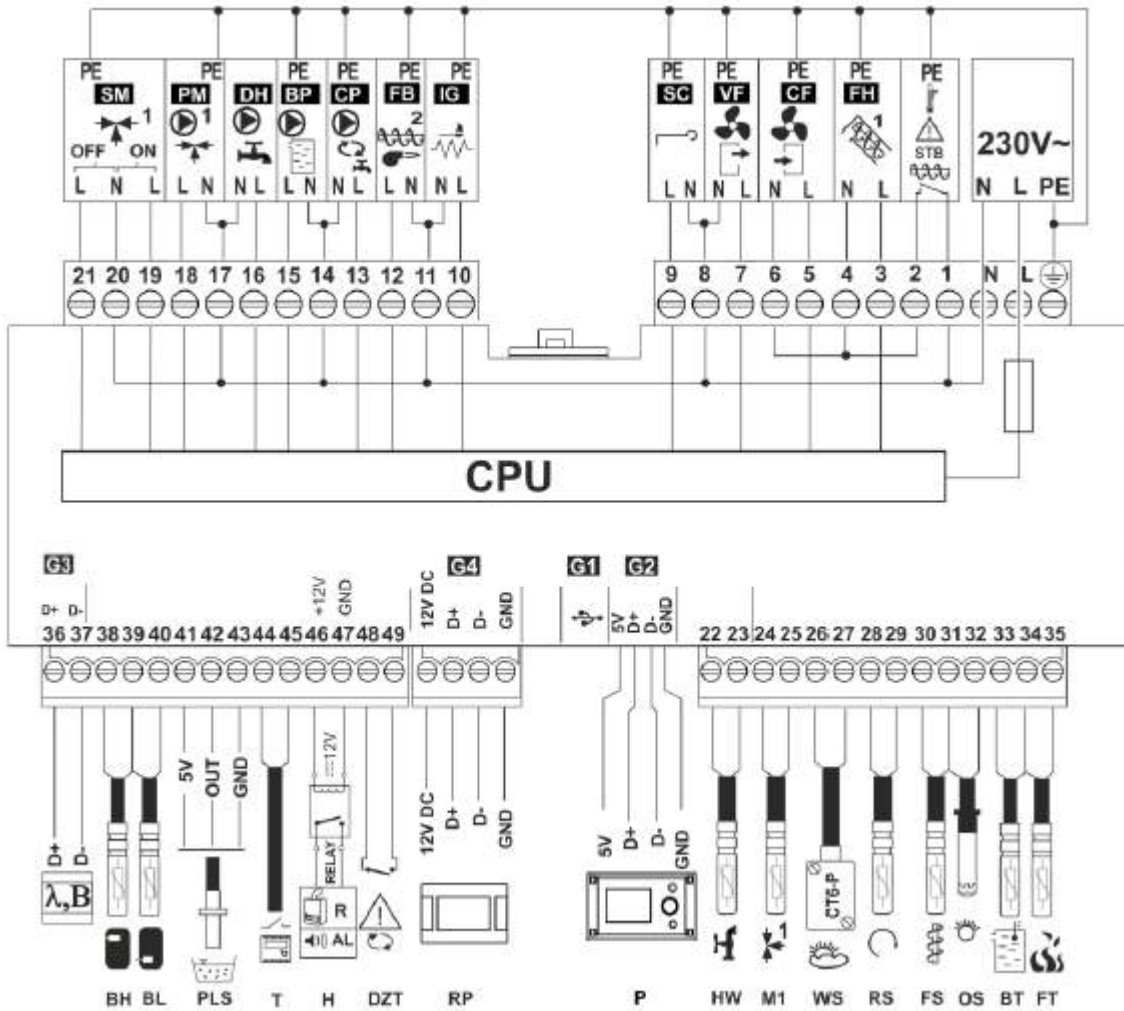 PE PE PE PE PE PE PE PE PE PE PE
SM PM DH BP CP FB IG SC VF CF FH
1 1 2 1
OFF ON STB 230V~
L N L L N N L L N N L L N N L L N N L N L N L N L PE
21 20 19 18 17 16 15 14 13 12 11 10 9 8 7 6 5 4 3 2 1 N L
CPU
G3 G4 G1 G2
D+ D- +12V GND 12V DC D+ D- GND 5V D+ D- GND
36 37 38 39 40 41 42 43 44 45 46 47 48 49 22 23 24 25 26 27 28 29 30 31 32 33 34 35
D+ D- 5V OUT GND 12V 12V DC D+ D- GND 5V D+ D- GND
RELAY
λ,B R CT6-P 1
AL
BH BL PLS T H DZT RP P HW M1 WS RS FS OS BT FT